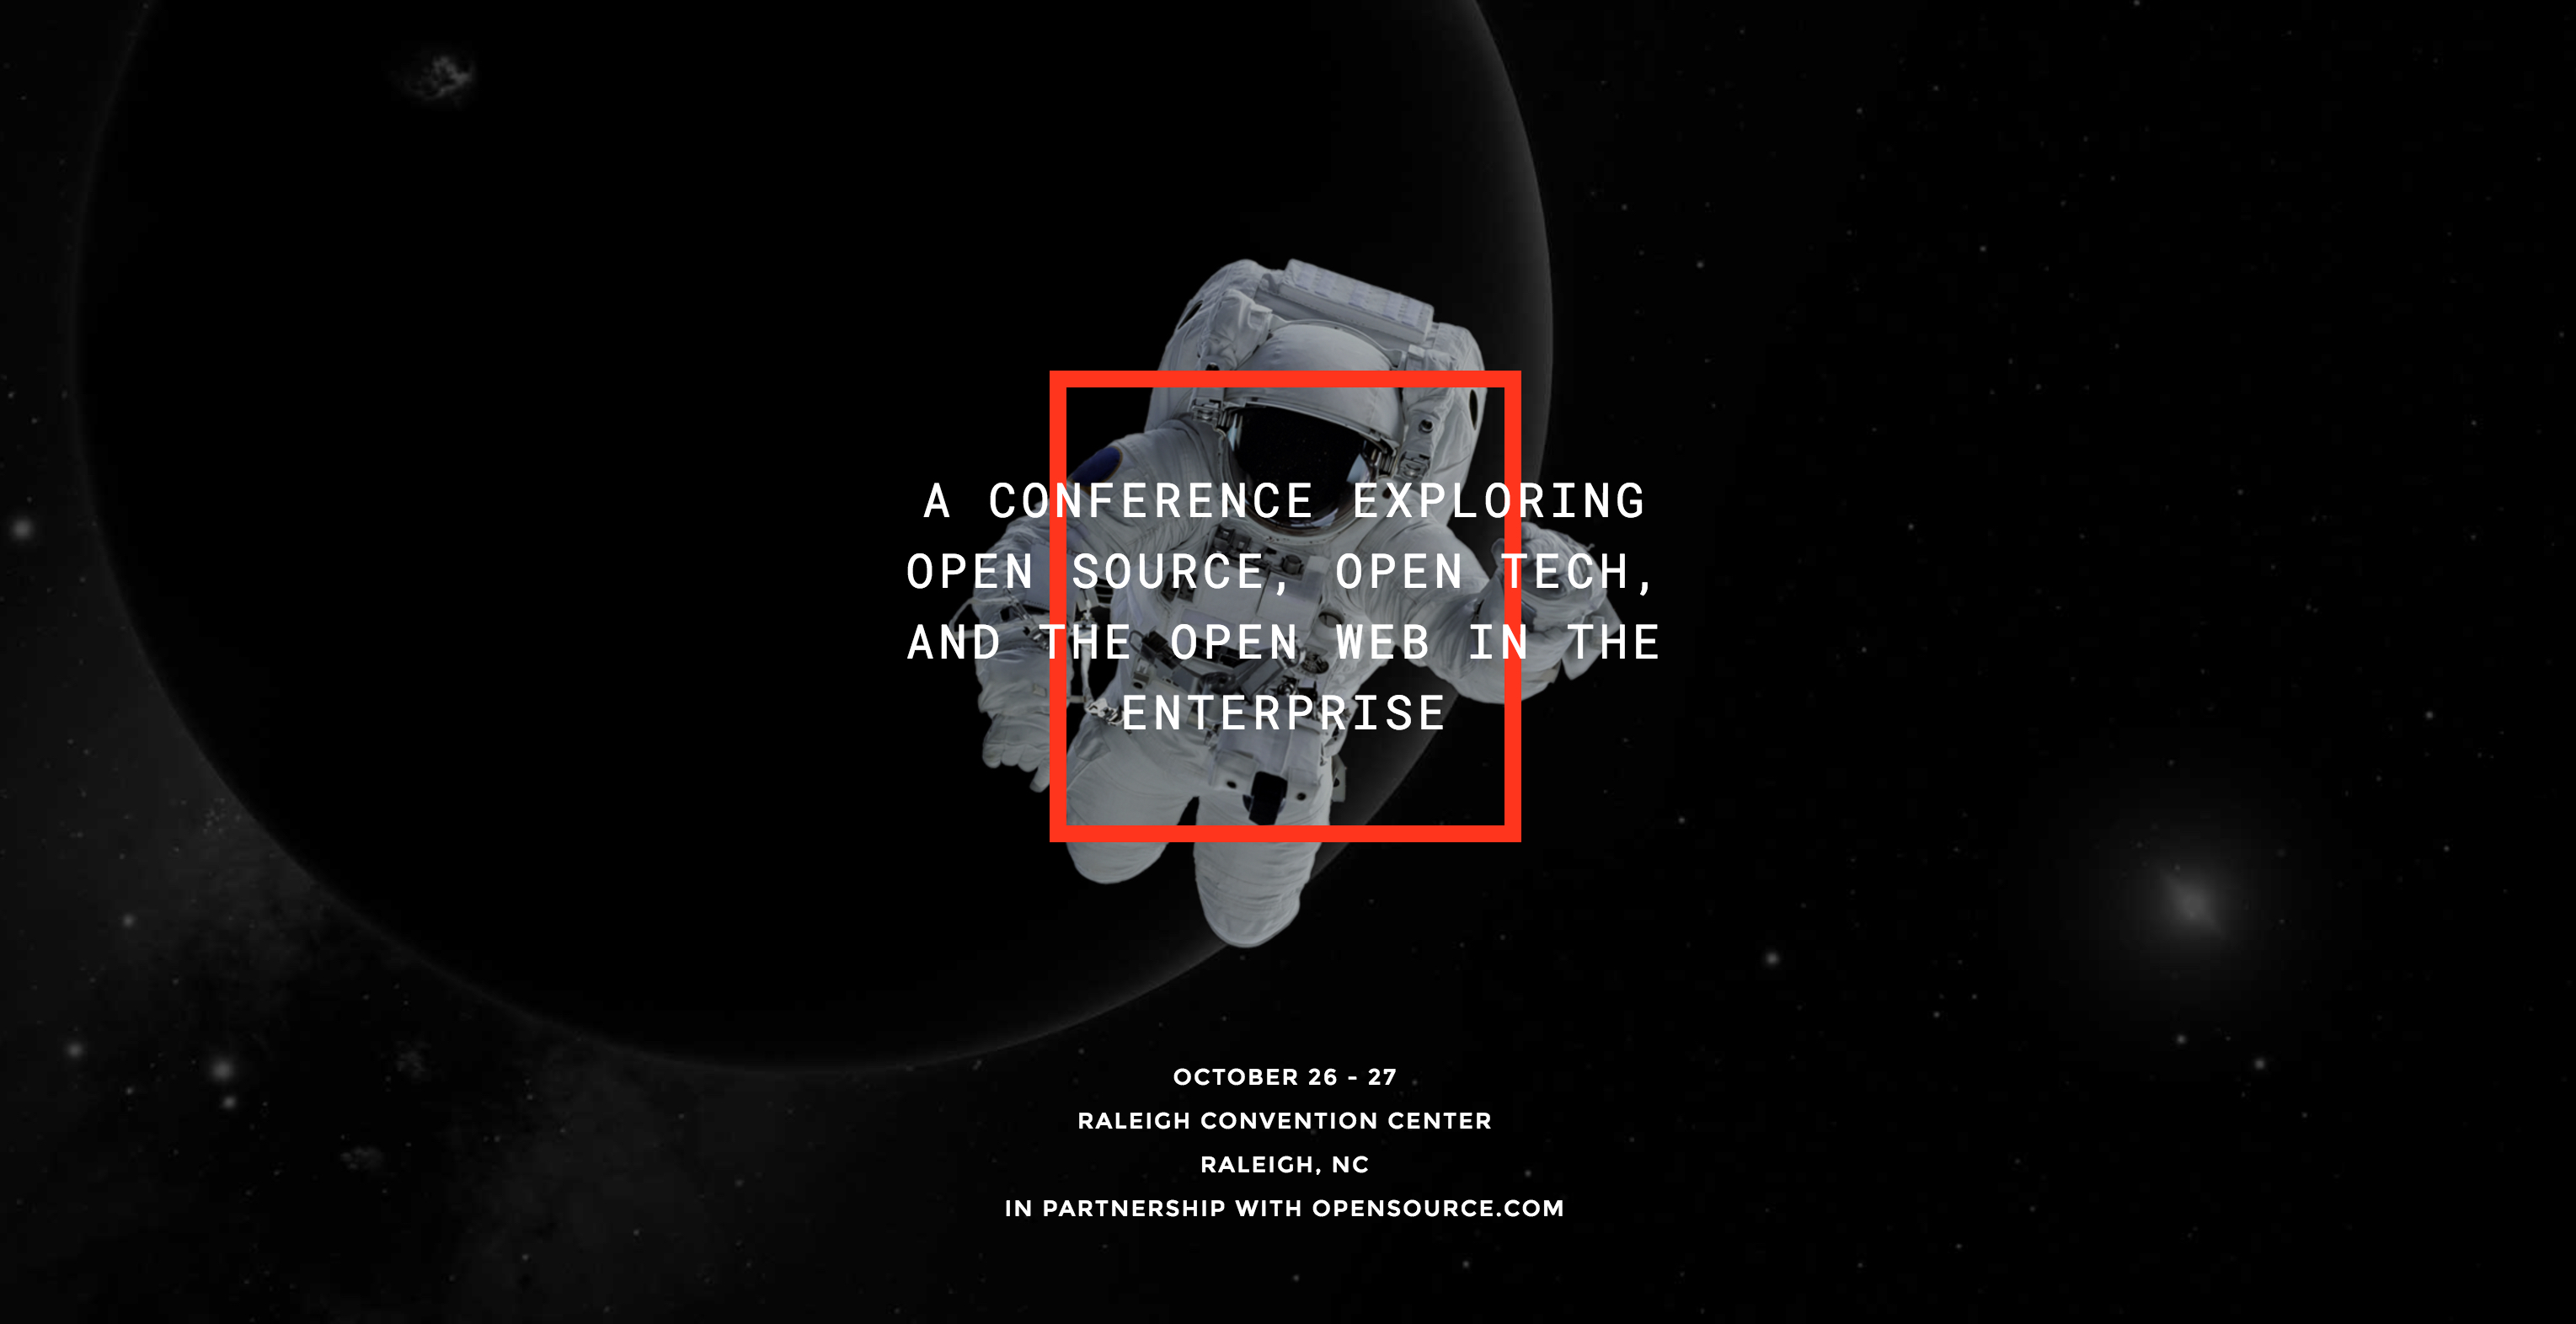 A CONFERENCE EXPLORING
OPEN SOURCE, OPEN TECH,
AND THE OPEN WEB IN THE
ENTERPRISE
OCTOBER 26 - 27
RALEIGH CONVENTION CENTER
RALEIGH, NC
IN PARTNERSHIP WITH OPENSOURCE.COM